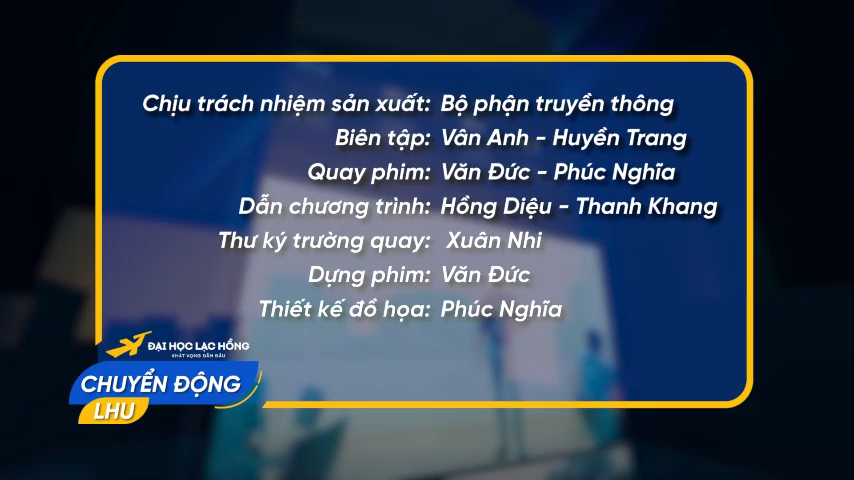 Chịu trách nhiệm sản xuất: Bộ phận truyền thông
Biên tập: Vân Anh - Huyền Trang
Quay phim: Văn Đức - Phúc Nghĩa
Dẫn chương trình: Hồng Diệu - Thanh Khang
Thư ký trường quay: Xuân Nhi
Dựng phim: Văn Đức
Thiết kế đồ họa: Phúc Nghĩa
ĐẠI HỌC LẠC HỒNG
KHÁT VỌNG DẪN ĐẦU
CHUYỂN ĐỘNG
LHU